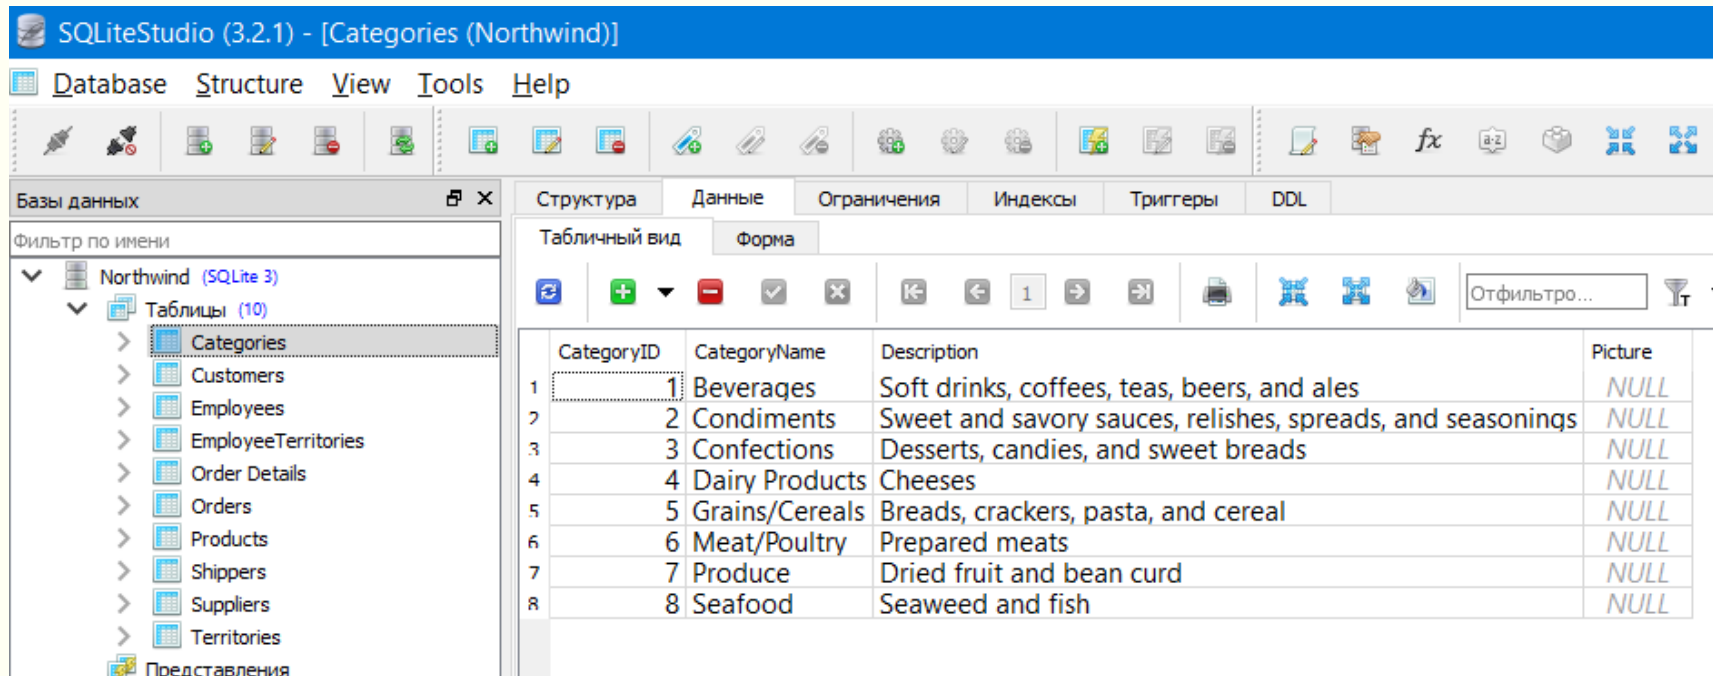 SQLiteStudio (3.2.1) - [Categories (Northwind)]
Database Structure View Tools Help
fx a-z
Базы данных
Фильтр по имени
Northwind (SQLite 3)
Таблицы (10)
Categories
Customers
Employees
EmployeeTerritories
Order Details
Orders
Products
Shippers
Suppliers
Territories
Представления
Структура Данные Ограничения Индексы Триггеры DDL
Табличный вид Форма
1 Отфильтро... T
CategoryID CategoryName Description Picture
1 1 Beverages Soft drinks, coffees, teas, beers, and ales NULL
2 2 Condiments Sweet and savory sauces, relishes, spreads, and seasonings NULL
3 3 Confections Desserts, candies, and sweet breads NULL
4 4 Dairy Products Cheeses NULL
5 5 Grains/Cereals Breads, crackers, pasta, and cereal NULL
6 6 Meat/Poultry Prepared meats NULL
7 7 Produce Dried fruit and bean curd NULL
8 8 Seafood Seaweed and fish NULL